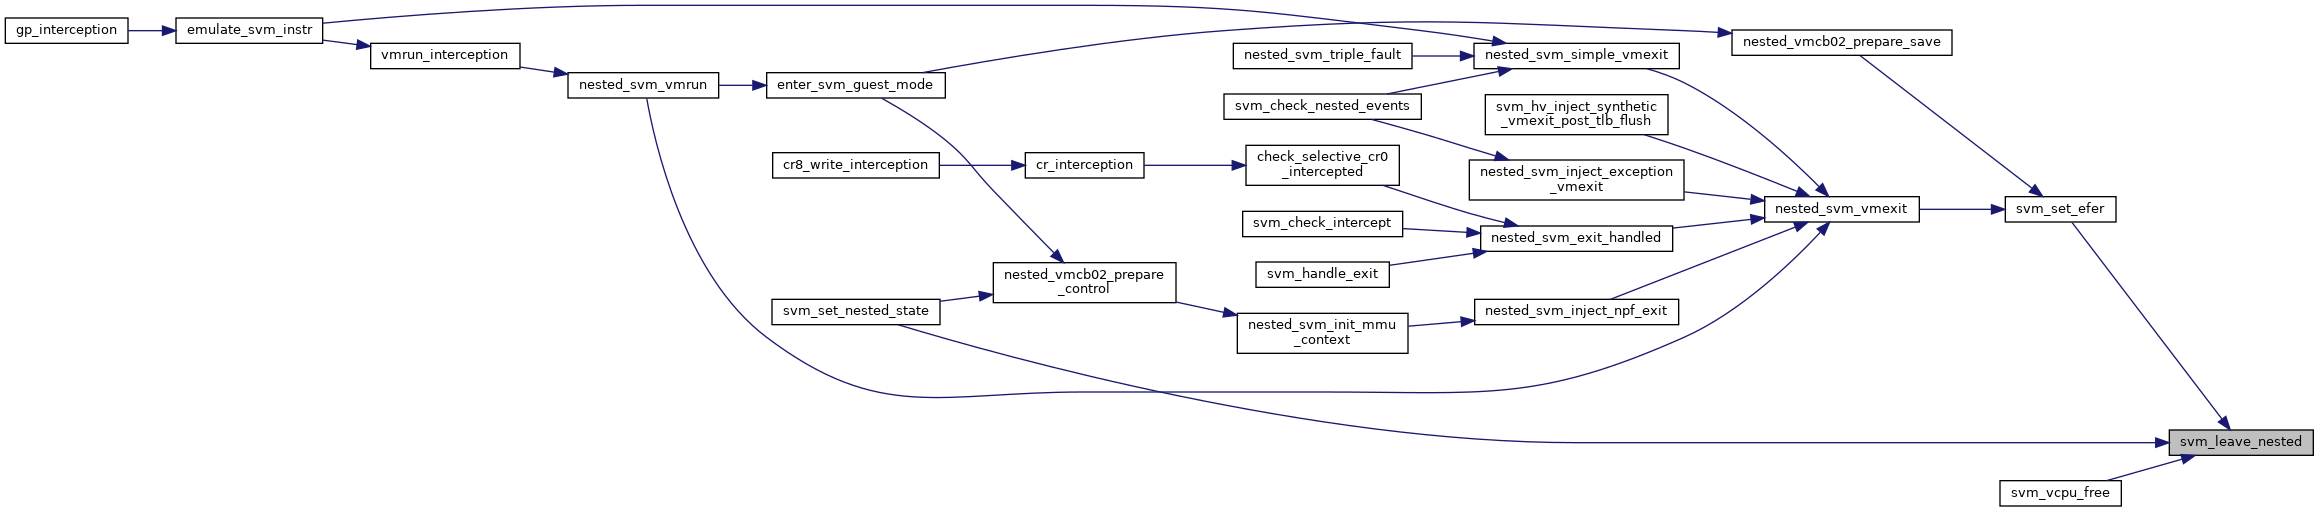 gp_interception
emulate_svm_instr
vmrun_interception
nested_svm_vmrun
enter_svm_guest_mode
nested_svm_triple_fault
nested_svm_simple_vmexit
nested_vmcb02_prepare_save
svm_check_nested_events
svm_hv_inject_synthetic
_vmexit_post_tlb_flush
cr8_write_interception
cr_interception
check_selective_cr0
_intercepted
nested_svm_inject_exception
_vmexit
nested_svm_vmexit
svm_set_efer
svm_check_intercept
nested_svm_exit_handled
svm_handle_exit
nested_vmcb02_prepare
_control
svm_set_nested_state
nested_svm_init_mmu
_context
nested_svm_inject_npf_exit
svm_leave_nested
svm_vcpu_free